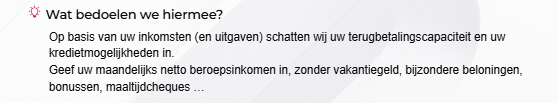 Wat bedoelen we hiermee?
Op basis van uw inkomsten (en uitgaven) schatten wij uw terugbetalingscapaciteit en uw
kredietmogelijkheden in.
Geef uw maandelijks netto beroepsinkomen in, zonder vakantiegeld, bijzondere beloningen,
bonussen, maaltijdcheques …